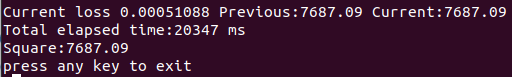 Current loss 0.00051088 Previous:7687.09 Current:7687.09
Total elapsed time:20347 ms
Square:7687.09
press any key to exit